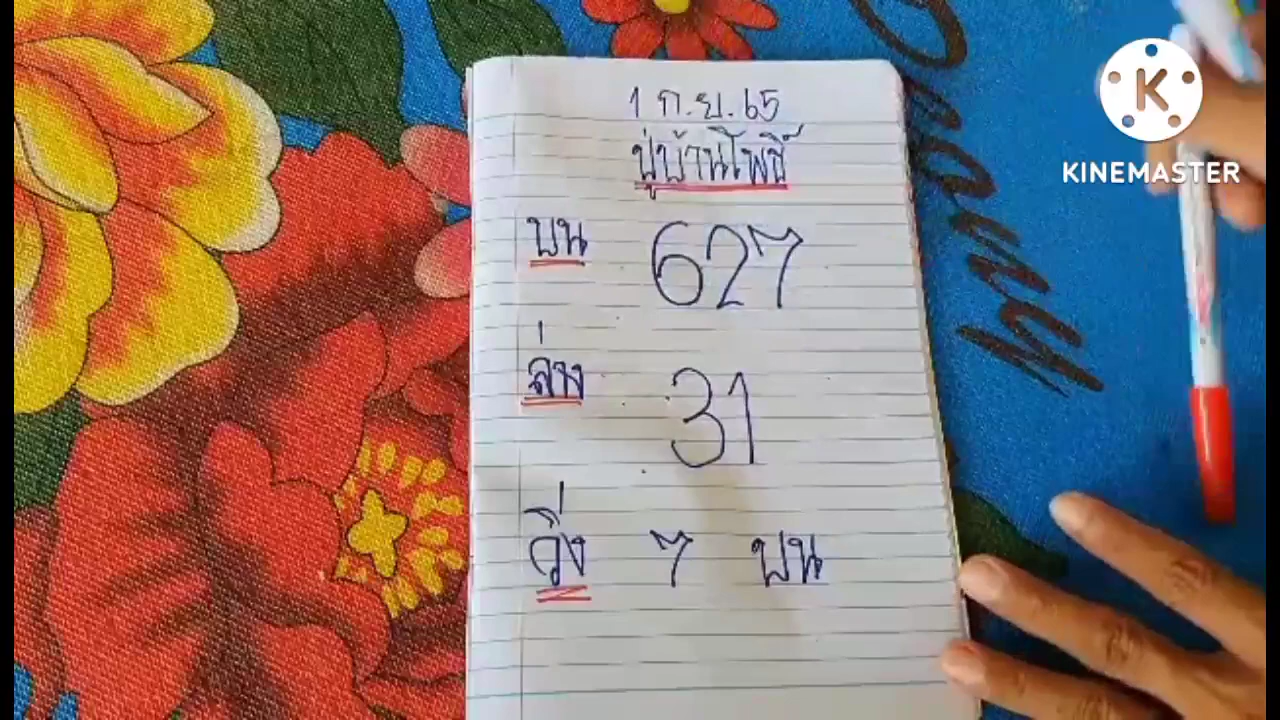 1 ก.ย. 65
ปู่บ้านโพธิ์
บน 627
ล่าง 31
วิ่ง 7 บน
K
KINEMASTER